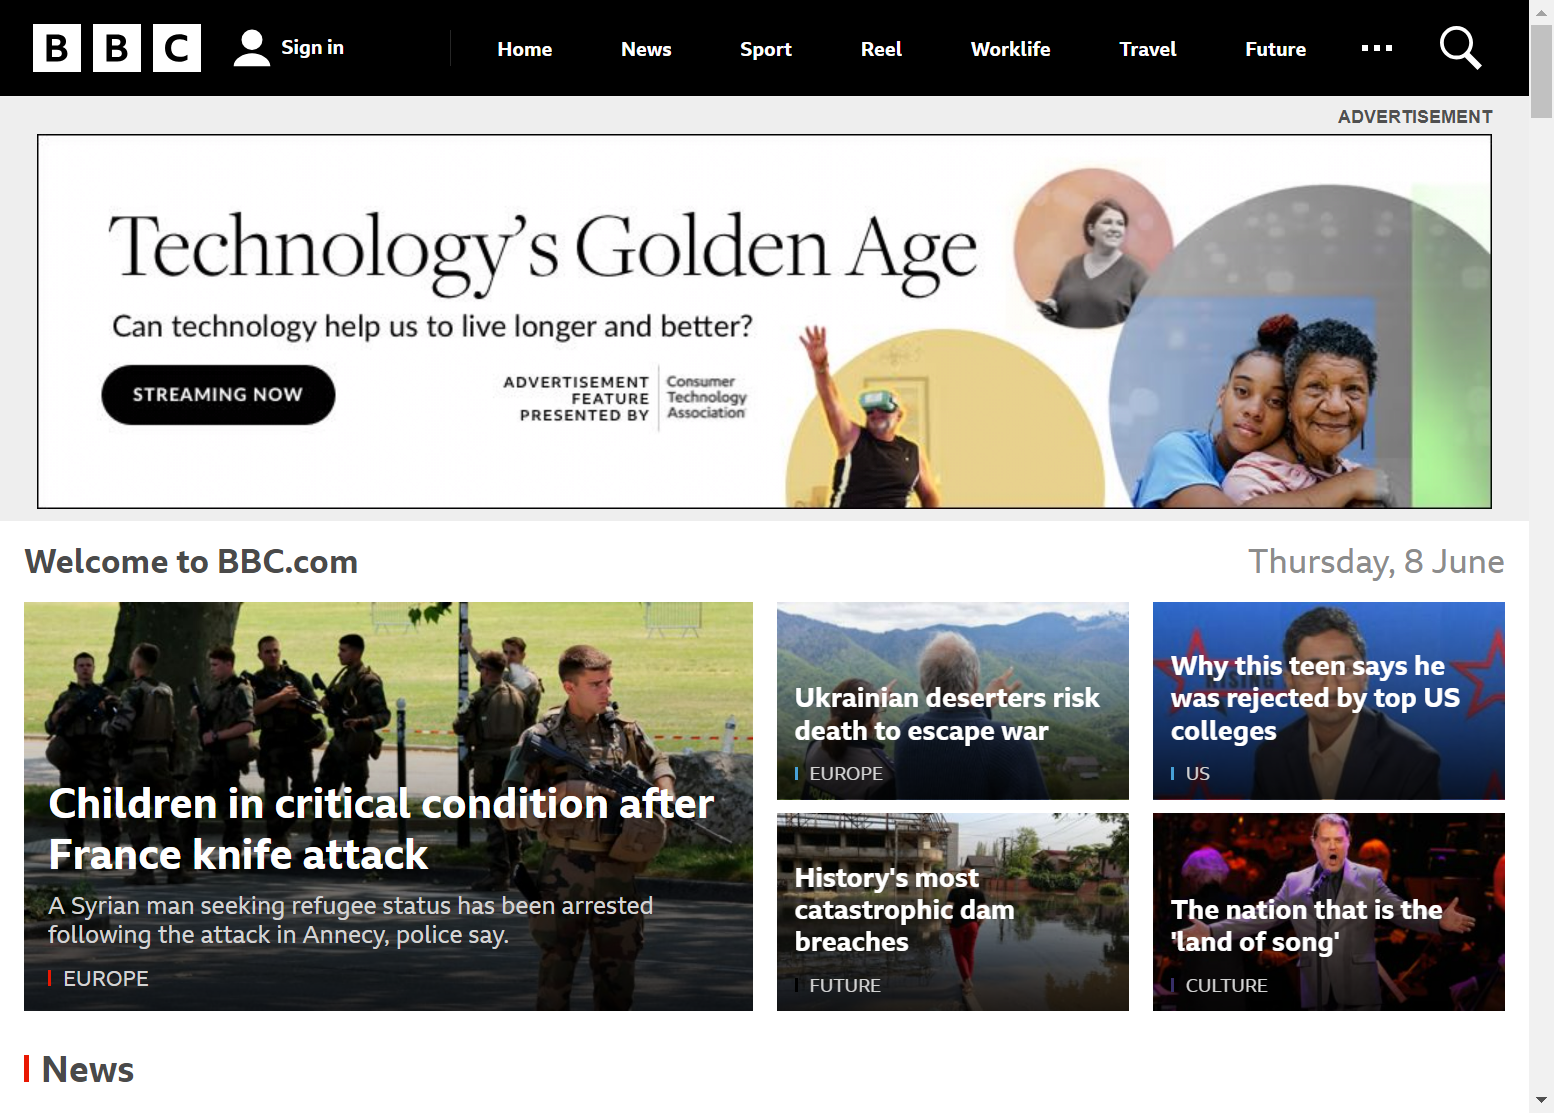 BBC
Sign in
Home
News
Sport
Reel
Worklife
Travel
Future
ADVERTISEMENT
Technology’s Golden Age
Can technology help us to live longer and better?
STREAMING NOW
ADVERTISEMENT
FEATURE
PRESENTED BY
Consumer
Technology
Association
Welcome to BBC.com
Thursday, 8 June
Children in critical condition after
France knife attack
A Syrian man seeking refugee status has been arrested
following the attack in Annecy, police say.
EUROPE
Ukrainian deserters risk
death to escape war
EUROPE
Why this teen says he
was rejected by top US
colleges
US
History's most
catastrophic dam
breaches
FUTURE
The nation that is the
'land of song'
CULTURE
News